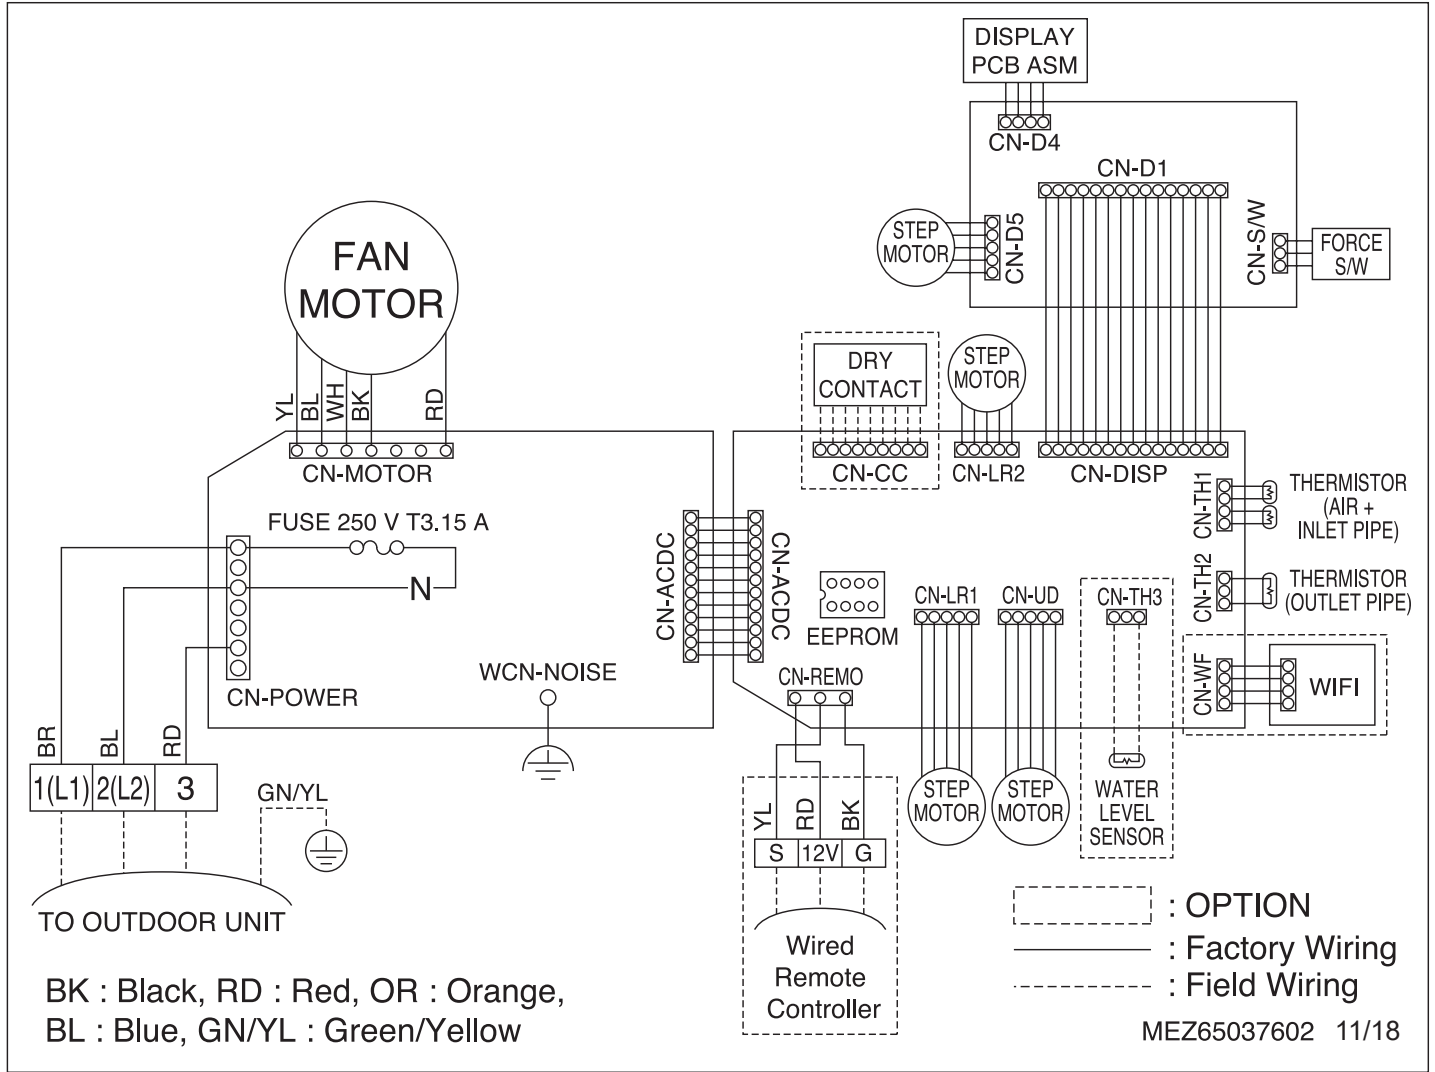 DISPLAY
PCB ASM
CN-D4
CN-D1
STEP
MOTOR
CN-D5
CN-S/W
FORCE
S/W
FAN
MOTOR
YL
BL
WH
BK
RD
CN-MOTOR
DRY
CONTACT
CN-CC
STEP
MOTOR
CN-LR2
CN-DISP
FUSE 250 V T3.15 A
N
CN-POWER
WCN-NOISE
CN-ACDC
CN-ACDC
EEPROM
CN-TH1
THERMISTOR
(AIR +
INLET PIPE)
CN-TH2
THERMISTOR
(OUTLET PIPE)
CN-LR1
CN-UD
CN-TH3
CN-REMO
CN-WF
WIFI
BR
BL
RD
1(L1)
2(L2)
3
GN/YL
TO OUTDOOR UNIT
YL
RD
BK
S
12V
G
Wired
Remote
Controller
STEP
MOTOR
STEP
MOTOR
WATER
LEVEL
SENSOR
: OPTION
: Factory Wiring
: Field Wiring
BK : Black, RD : Red, OR : Orange,
BL : Blue, GN/YL : Green/Yellow
MEZ65037602 11/18